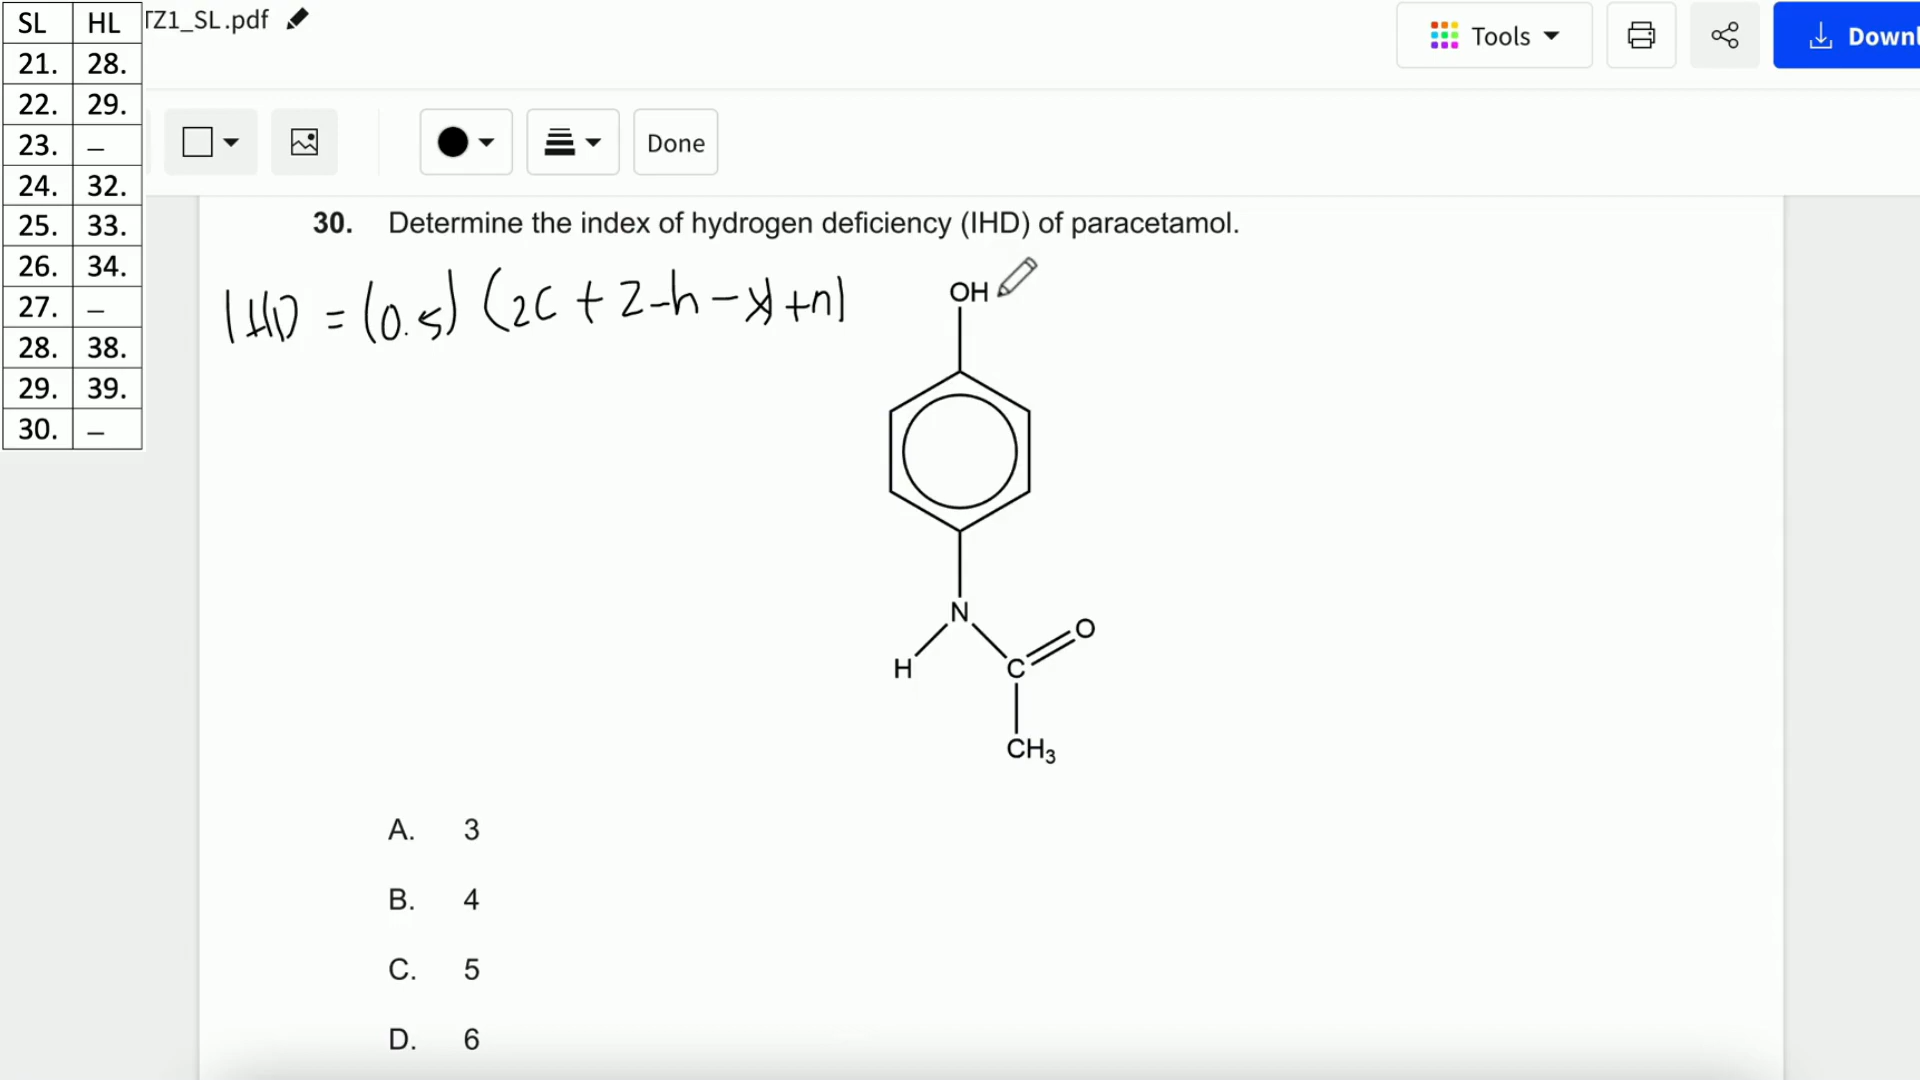 SL HL
21. 28.
22. 29.
23. –
24. 32.
25. 33.
26. 34.
27. –
28. 38.
29. 39.
30. –
TZ1_SL.pdf
Tools
Downl
Done
30. Determine the index of hydrogen deficiency (IHD) of paracetamol.
IHD = (0.5) (2C + 2 - h - x + n)
OH
N
O
H
C
CH3
A. 3
B. 4
C. 5
D. 6